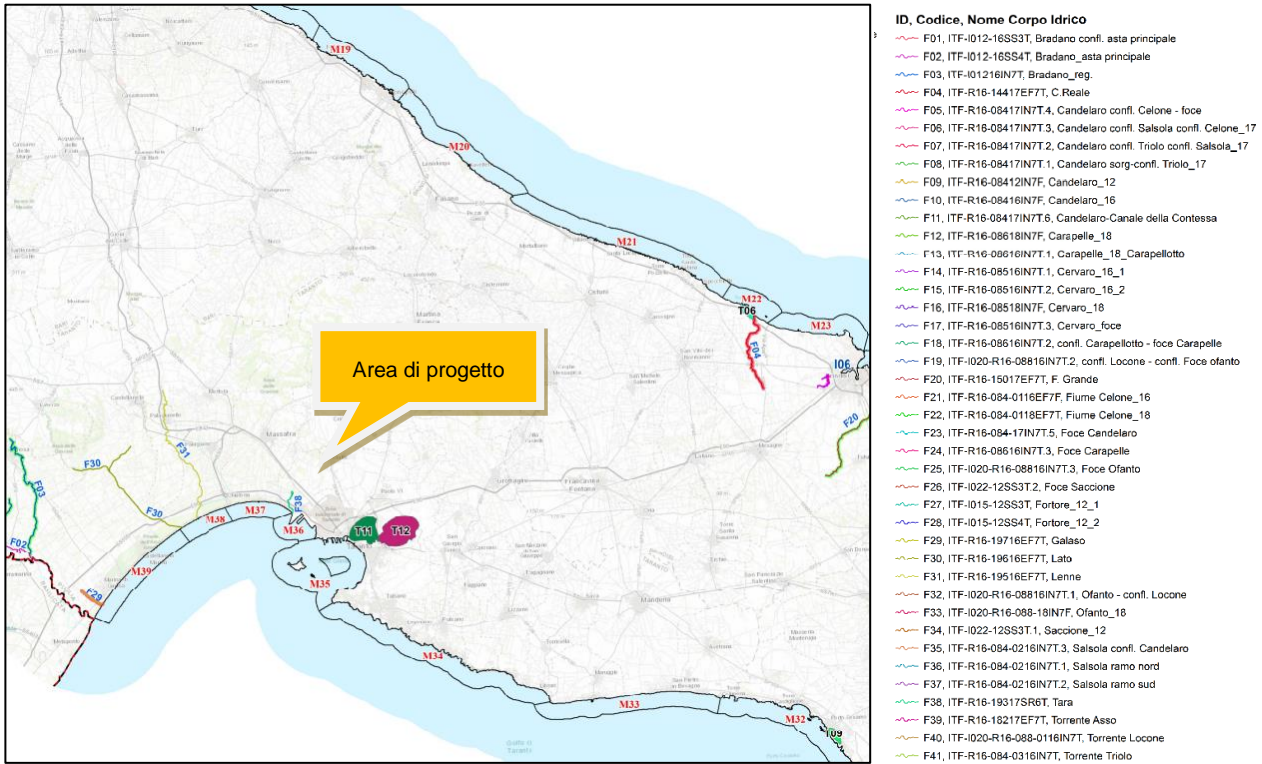 M19
M20
M21
M22
T06
M23
F04
I06
F20
Area di progetto
Massafra
F31
F30
F30
F03
F02
F38
M38
M37
M36
T11
T12
M39
F29
M35
M34
M33
M32
T09
Manduria
Golfo di
Taranto
ID, Codice, Nome Corpo Idrico
F01, ITF-I012-16SS3T, Bradano confl. asta principale
F02, ITF-I012-16SS4T, Bradano_asta principale
F03, ITF-I01216IN7T, Bradano_reg.
F04, ITF-R16-14417EF7T, C.Reale
F05, ITF-R16-08417IN7T.4, Candelaro confl. Celone - foce
F06, ITF-R16-08417IN7T.3, Candelaro confl. Salsola confl. Celone_17
F07, ITF-R16-08417IN7T.2, Candelaro confl. Triolo confl. Salsola_17
F08, ITF-R16-08417IN7T.1, Candelaro sorg-confl. Triolo_17
F09, ITF-R16-08412IN7F, Candelaro_12
F10, ITF-R16-08416IN7F, Candelaro_16
F11, ITF-R16-08417IN7T.6, Candelaro-Canale della Contessa
F12, ITF-R16-08618IN7F, Carapelle_18
F13, ITF-R16-08616IN7T.1, Carapelle_18_Carapellotto
F14, ITF-R16-08516IN7T.1, Cervaro_16_1
F15, ITF-R16-08516IN7T.2, Cervaro_16_2
F16, ITF-R16-08518IN7F, Cervaro_18
F17, ITF-R16-08516IN7T.3, Cervaro_foce
F18, ITF-R16-08616IN7T.2, confl. Carapellotto - foce Carapelle
F19, ITF-I020-R16-08816IN7T.2, confl. Locone - confl. Foce ofanto
F20, ITF-R16-15017EF7T, F. Grande
F21, ITF-R16-084-0116EF7F, Fiume Celone_16
F22, ITF-R16-084-0118EF7T, Fiume Celone_18
F23, ITF-R16-084-17IN7T.5, Foce Candelaro
F24, ITF-R16-08616IN7T.3, Foce Carapelle
F25, ITF-I020-R16-08816IN7T.3, Foce Ofanto
F26, ITF-I022-12SS3T.2, Foce Saccione
F27, ITF-I015-12SS3T, Fortore_12_1
F28, ITF-I015-12SS4T, Fortore_12_2
F29, ITF-R16-19716EF7T, Galaso
F30, ITF-R16-19616EF7T, Lato
F31, ITF-R16-19516EF7T, Lenne
F32, ITF-I020-R16-08816IN7T.1, Ofanto - confl. Locone
F33, ITF-I020-R16-088-18IN7F, Ofanto_18
F34, ITF-I022-12SS3T.1, Saccione_12
F35, ITF-R16-084-0216IN7T.3, Salsola confl. Candelaro
F36, ITF-R16-084-0216IN7T.1, Salsola ramo nord
F37, ITF-R16-084-0216IN7T.2, Salsola ramo sud
F38, ITF-R16-19317SR6T, Tara
F39, ITF-R16-18217EF7T, Torrente Asso
F40, ITF-I020-R16-088-0116IN7T, Torrente Locone
F41, ITF-R16-084-0316IN7T, Torrente Triolo